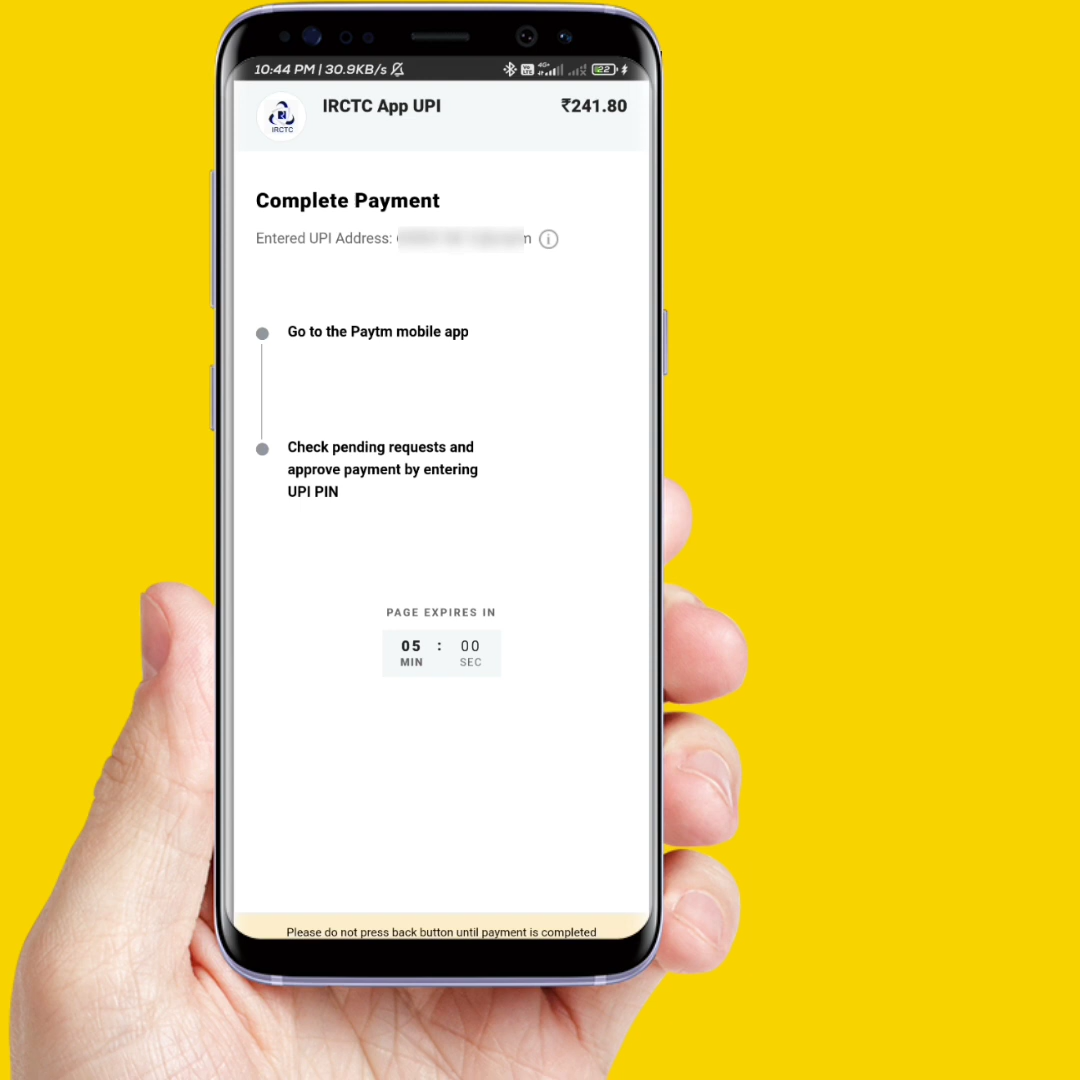 10:44 PM | 30.9KB/s
4G+
22
IRCTC App UPI ₹241.80
IRCTC
Complete Payment
Entered UPI Address: m
Go to the Paytm mobile app
Check pending requests and
approve payment by entering
UPI PIN
PAGE EXPIRES IN
05 : 00
MIN SEC
Please do not press back button until payment is completed